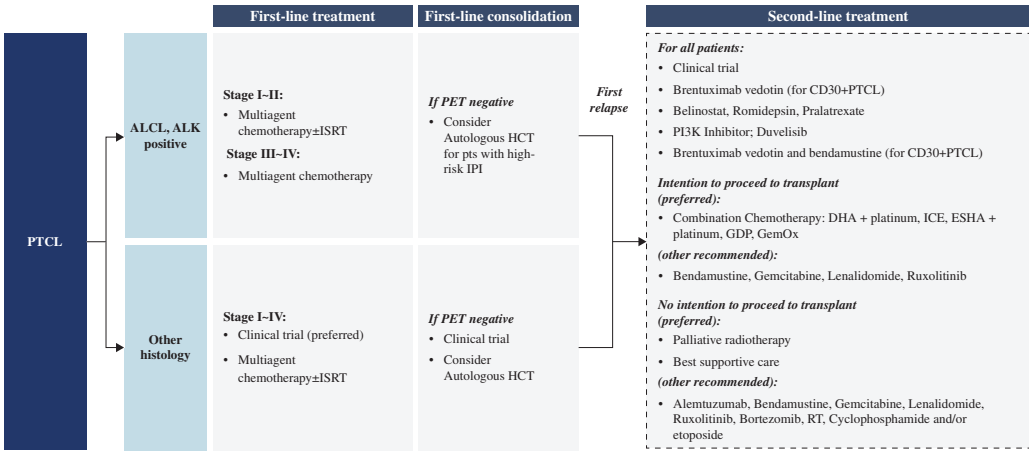 First-line treatment
First-line consolidation
Second-line treatment
PTCL
ALCL, ALK
positive
Stage I~II:
• Multiagent
chemotherapy±ISRT
Stage III~IV:
• Multiagent chemotherapy
If PET negative
• Consider
Autologous HCT
for pts with high-
risk IPI
Other
histology
Stage I~IV:
• Clinical trial (preferred)
• Multiagent
chemotherapy±ISRT
If PET negative
• Clinical trial
• Consider
Autologous HCT
First
relapse
For all patients:
• Clinical trial
• Brentuximab vedotin (for CD30+PTCL)
• Belinostat, Romidepsin, Pralatrexate
• PI3K Inhibitor; Duvelisib
• Brentuximab vedotin and bendamustine (for CD30+PTCL)
Intention to proceed to transplant
(preferred):
• Combination Chemotherapy: DHA + platinum, ICE, ESHA +
platinum, GDP, GemOx
(other recommended):
• Bendamustine, Gemcitabine, Lenalidomide, Ruxolitinib
No intention to proceed to transplant
(preferred):
• Palliative radiotherapy
• Best supportive care
(other recommended):
• Alemtuzumab, Bendamustine, Gemcitabine, Lenalidomide,
Ruxolitinib, Bortezomib, RT, Cyclophosphamide and/or
etoposide